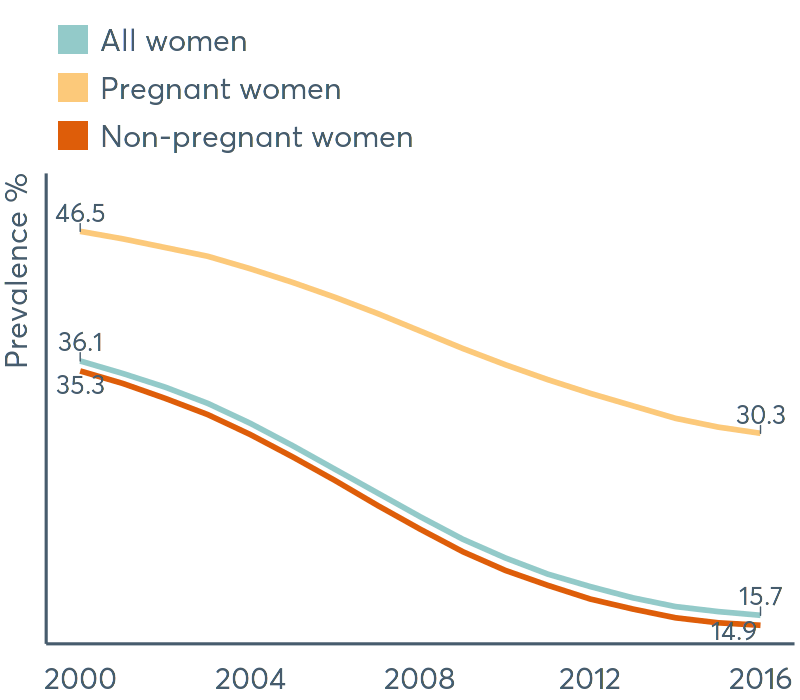 All women
Pregnant women
Non-pregnant women
Prevalence %
46.5
36.1
35.3
30.3
15.7
14.9
2000 2004 2008 2012 2016